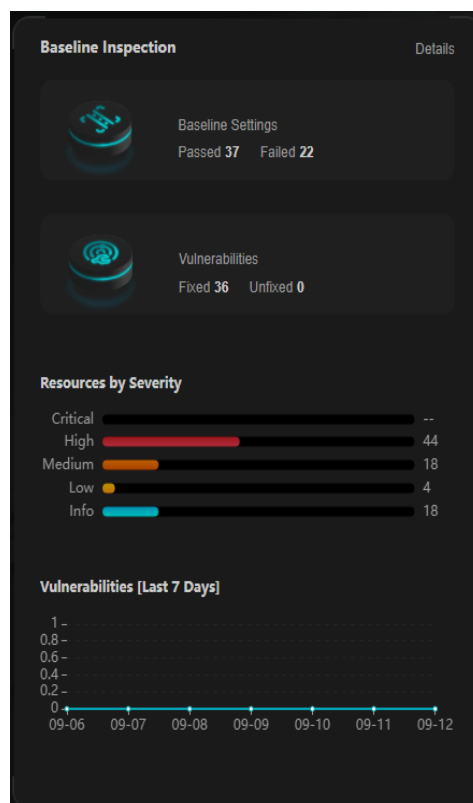 Baseline Inspection Details
Baseline Settings
Passed 37 Failed 22
Vulnerabilities
Fixed 36 Unfixed 0
Resources by Severity
Critical --
High 44
Medium 18
Low 4
Info 18
Vulnerabilities [Last 7 Days]
1
0.8
0.6
0.4
0.2
0
09-06 09-07 09-08 09-09 09-10 09-11 09-12